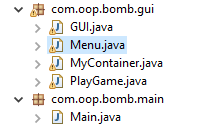 com.oop.bomb.gui
GUI.java
Menu.java
MyContainer.java
PlayGame.java
com.oop.bomb.main
Main.java